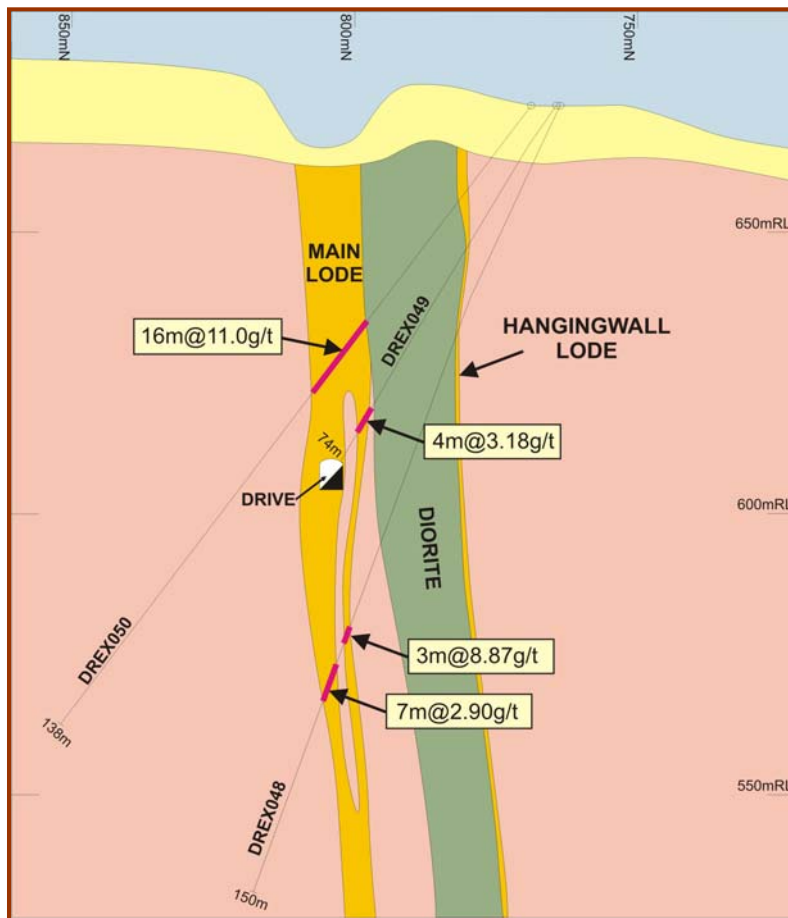 850mN
800mN
750mN
650mRL
MAIN
LODE
DREX049
HANGINGWALL
LODE
16m@11.0g/t
4m@3.18g/t
74m
DRIVE
600mRL
DIORITE
DREX050
3m@8.87g/t
7m@2.90g/t
138m
DREX048
550mRL
150m